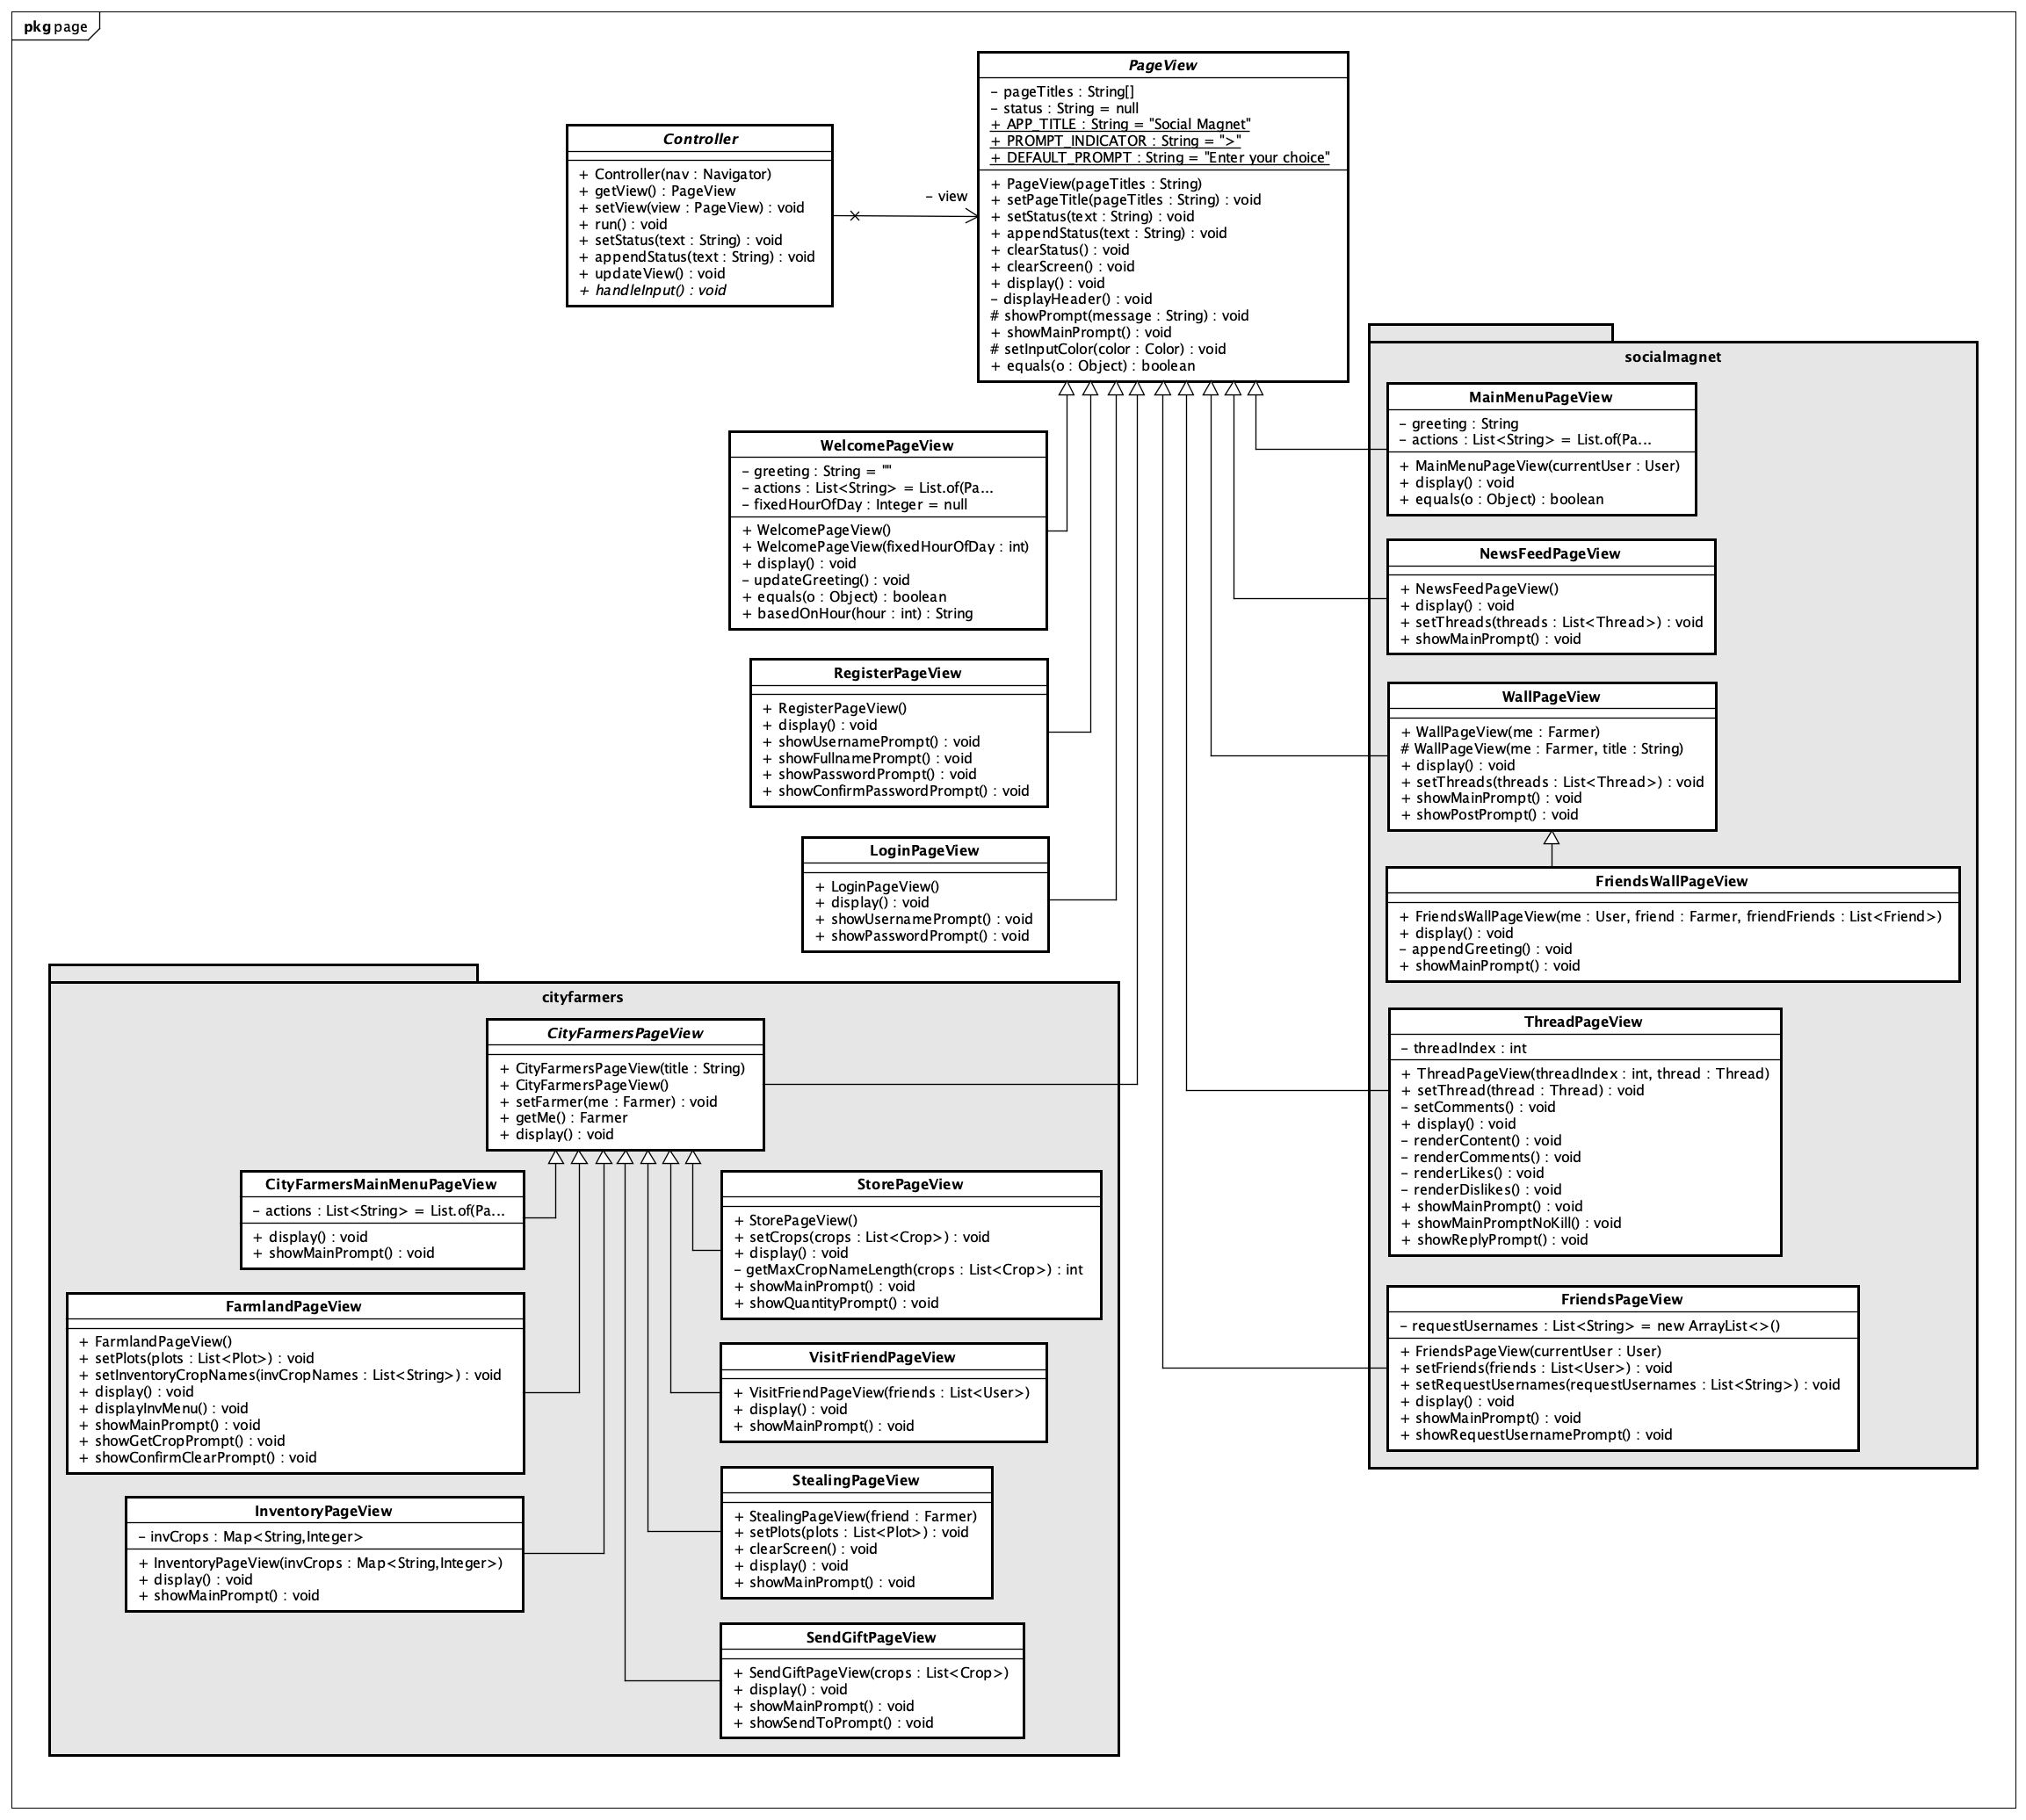 pkg page
PageView
– pageTitles : String[]
– status : String = null
+ APP_TITLE : String = "Social Magnet"
+ PROMPT_INDICATOR : String = ">"
+ DEFAULT_PROMPT : String = "Enter your choice"
+ PageView(pageTitles : String)
+ setPageTitle(pageTitles : String) : void
+ setStatus(text : String) : void
+ appendStatus(text : String) : void
+ clearStatus() : void
+ clearScreen() : void
+ display() : void
– displayHeader() : void
# showPrompt(message : String) : void
+ showMainPrompt() : void
# setInputColor(color : Color) : void
+ equals(o : Object) : boolean
Controller
+ Controller(nav : Navigator)
+ getView() : PageView
+ setView(view : PageView) : void
+ run() : void
+ setStatus(text : String) : void
+ appendStatus(text : String) : void
+ updateView() : void
+ handleInput() : void
– view
WelcomePageView
– greeting : String = ""
– actions : List<String> = List.of(Pa...
– fixedHourOfDay : Integer = null
+ WelcomePageView()
+ WelcomePageView(fixedHourOfDay : int)
+ display() : void
– updateGreeting() : void
+ equals(o : Object) : boolean
+ basedOnHour(hour : int) : String
RegisterPageView
+ RegisterPageView()
+ display() : void
+ showUsernamePrompt() : void
+ showFullnamePrompt() : void
+ showPasswordPrompt() : void
+ showConfirmPasswordPrompt() : void
LoginPageView
+ LoginPageView()
+ display() : void
+ showUsernamePrompt() : void
+ showPasswordPrompt() : void
socialmagnet
MainMenuPageView
– greeting : String
– actions : List<String> = List.of(Pa...
+ MainMenuPageView(currentUser : User)
+ display() : void
+ equals(o : Object) : boolean
NewsFeedPageView
+ NewsFeedPageView()
+ display() : void
+ setThreads(threads : List<Thread>) : void
+ showMainPrompt() : void
WallPageView
+ WallPageView(me : Farmer)
# WallPageView(me : Farmer, title : String)
+ display() : void
+ setThreads(threads : List<Thread>) : void
+ showMainPrompt() : void
+ showPostPrompt() : void
FriendsWallPageView
+ FriendsWallPageView(me : User, friend : Farmer, friendFriends : List<Friend>)
+ display() : void
– appendGreeting() : void
+ showMainPrompt() : void
ThreadPageView
– threadIndex : int
+ ThreadPageView(threadIndex : int, thread : Thread)
+ setThread(thread : Thread) : void
– setComments() : void
+ display() : void
– renderContent() : void
– renderComments() : void
– renderLikes() : void
– renderDislikes() : void
+ showMainPrompt() : void
+ showMainPromptNoKill() : void
+ showReplyPrompt() : void
FriendsPageView
– requestUsernames : List<String> = new ArrayList<>()
+ FriendsPageView(currentUser : User)
+ setFriends(friends : List<User>) : void
+ setRequestUsernames(requestUsernames : List<String>) : void
+ display() : void
+ showMainPrompt() : void
+ showRequestUsernamePrompt() : void
cityfarmers
CityFarmersPageView
+ CityFarmersPageView(title : String)
+ CityFarmersPageView()
+ setFarmer(me : Farmer) : void
+ getMe() : Farmer
+ display() : void
CityFarmersMainMenuPageView
– actions : List<String> = List.of(Pa...
+ display() : void
+ showMainPrompt() : void
FarmlandPageView
+ FarmlandPageView()
+ setPlots(plots : List<Plot>) : void
+ setInventoryCropNames(invCropNames : List<String>) : void
+ display() : void
+ displayInvMenu() : void
+ showMainPrompt() : void
+ showGetCropPrompt() : void
+ showConfirmClearPrompt() : void
InventoryPageView
– invCrops : Map<String,Integer>
+ InventoryPageView(invCrops : Map<String,Integer>)
+ display() : void
+ showMainPrompt() : void
StorePageView
+ StorePageView()
+ setCrops(crops : List<Crop>) : void
+ display() : void
– getMaxCropNameLength(crops : List<Crop>) : int
+ showMainPrompt() : void
+ showQuantityPrompt() : void
VisitFriendPageView
+ VisitFriendPageView(friends : List<User>)
+ display() : void
+ showMainPrompt() : void
StealingPageView
+ StealingPageView(friend : Farmer)
+ setPlots(plots : List<Plot>) : void
+ clearScreen() : void
+ display() : void
+ showMainPrompt() : void
SendGiftPageView
+ SendGiftPageView(crops : List<Crop>)
+ display() : void
+ showMainPrompt() : void
+ showSendToPrompt() : void